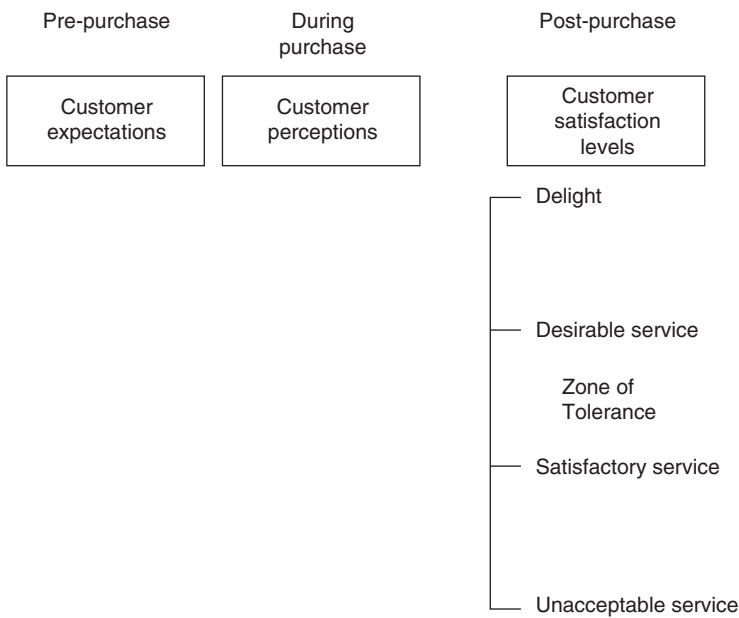 Pre-purchase
During
purchase
Post-purchase
Customer
expectations
Customer
perceptions
Customer
satisfaction
levels
Delight
Desirable service
Zone of
Tolerance
Satisfactory service
Unacceptable service